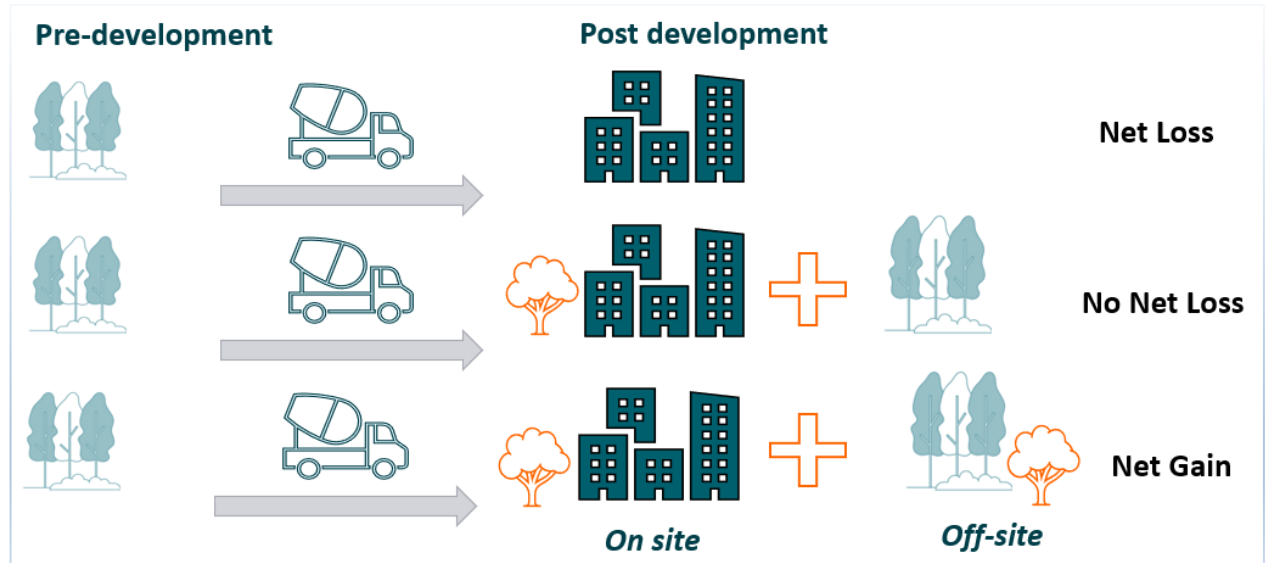 Pre-development
Post development
Net Loss
No Net Loss
Net Gain
On site
Off-site